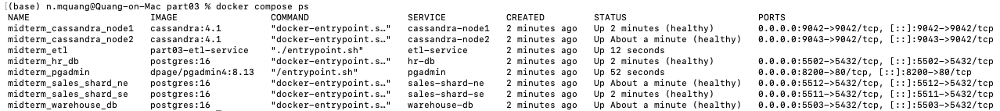 [(base) n.mquang@Quang-on-Mac part03 % docker compose ps
NAME IMAGE COMMAND SERVICE CREATED STATUS PORTS
midterm_cassandra_node1 cassandra:4.1 "docker-entrypoint.s…" cassandra-node1 2 minutes ago Up 2 minutes (healthy) 0.0.0.0:9042->9042/tcp, [::]:9042->9042/tcp
midterm_cassandra_node2 cassandra:4.1 "docker-entrypoint.s…" cassandra-node2 2 minutes ago Up About a minute (healthy) 0.0.0.0:9043->9042/tcp, [::]:9043->9042/tcp
midterm_etl part03-etl-service "./entrypoint.sh" etl-service 2 minutes ago Up 12 seconds
midterm_hr_db postgres:16 "docker-entrypoint.s…" hr-db 2 minutes ago Up 2 minutes (healthy) 0.0.0.0:5502->5432/tcp, [::]:5502->5432/tcp
midterm_pgadmin dpage/pgadmin4:8.13 "/entrypoint.sh" pgadmin 2 minutes ago Up 52 seconds 0.0.0.0:8200->80/tcp, [::]:8200->80/tcp
midterm_sales_shard_ne postgres:16 "docker-entrypoint.s…" sales-shard-ne 2 minutes ago Up About a minute (healthy) 0.0.0.0:5512->5432/tcp, [::]:5512->5432/tcp
midterm_sales_shard_se postgres:16 "docker-entrypoint.s…" sales-shard-se 2 minutes ago Up 2 minutes (healthy) 0.0.0.0:5511->5432/tcp, [::]:5511->5432/tcp
midterm_warehouse_db postgres:16 "docker-entrypoint.s…" warehouse-db 2 minutes ago Up About a minute (healthy) 0.0.0.0:5503->5432/tcp, [::]:5503->5432/tcp